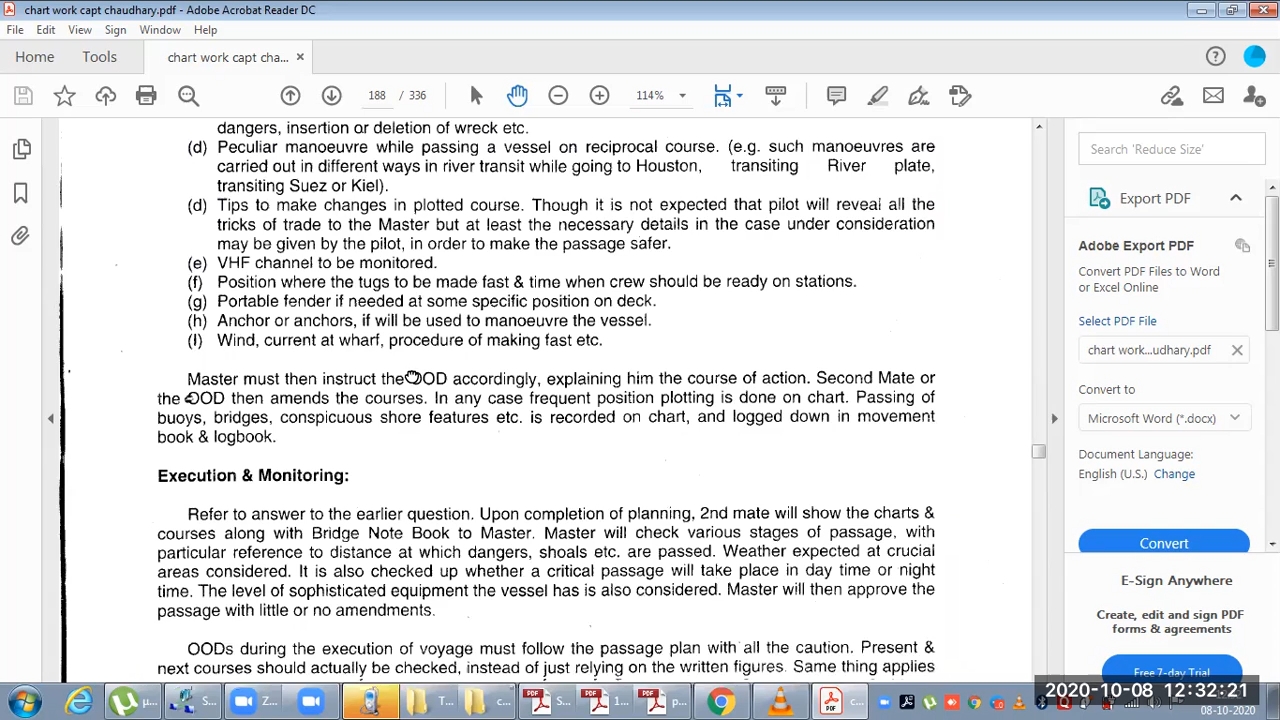 chart work capt chaudhary.pdf - Adobe Acrobat Reader DC
File Edit View Sign Window Help
Home Tools chart work capt cha... ×
188 / 336 114%
dangers, insertion or deletion of wreck etc.
(d) Peculiar manoeuvre while passing a vessel on reciprocal course. (e.g. such manoeuvres are
carried out in different ways in river transit while going to Houston, transiting River plate,
transiting Suez or Kiel).
(d) Tips to make changes in plotted course. Though it is not expected that pilot will reveal all the
tricks of trade to the Master but at least the necessary details in the case under consideration
may be given by the pilot, in order to make the passage safer.
(e) VHF channel to be monitored.
(f) Position where the tugs to be made fast & time when crew should be ready on stations.
(g) Portable fender if needed at some specific position on deck.
(h) Anchor or anchors, if will be used to manoeuvre the vessel.
(I) Wind, current at wharf, procedure of making fast etc.
Master must then instruct the OOD accordingly, explaining him the course of action. Second Mate or
the OOD then amends the courses. In any case frequent position plotting is done on chart. Passing of
buoys, bridges, conspicuous shore features etc. is recorded on chart, and logged down in movement
book & logbook.
Execution & Monitoring:
Refer to answer to the earlier question. Upon completion of planning, 2nd mate will show the charts &
courses along with Bridge Note Book to Master. Master will check various stages of passage, with
particular reference to distance at which dangers, shoals etc. are passed. Weather expected at crucial
areas considered. It is also checked up whether a critical passage will take place in day time or night
time. The level of sophisticated equipment the vessel has is also considered. Master will then approve the
passage with little or no amendments.
OODs during the execution of voyage must follow the passage plan with all the caution. Present &
next courses should actually be checked, instead of just relying on the written figures. Same thing applies
Search 'Reduce Size'
Export PDF
Adobe Export PDF
Convert PDF Files to Word
or Excel Online
Select PDF File
chart work...udhary.pdf ×
Convert to
Microsoft Word (*.docx)
Document Language:
English (U.S.) Change
Convert
E-Sign Anywhere
Create, edit and sign PDF
forms & agreements
Free 7-day Trial
µ... S... Z... T... c... S... 1... p... c...
2020-10-08 12:32:21
08-10-2020